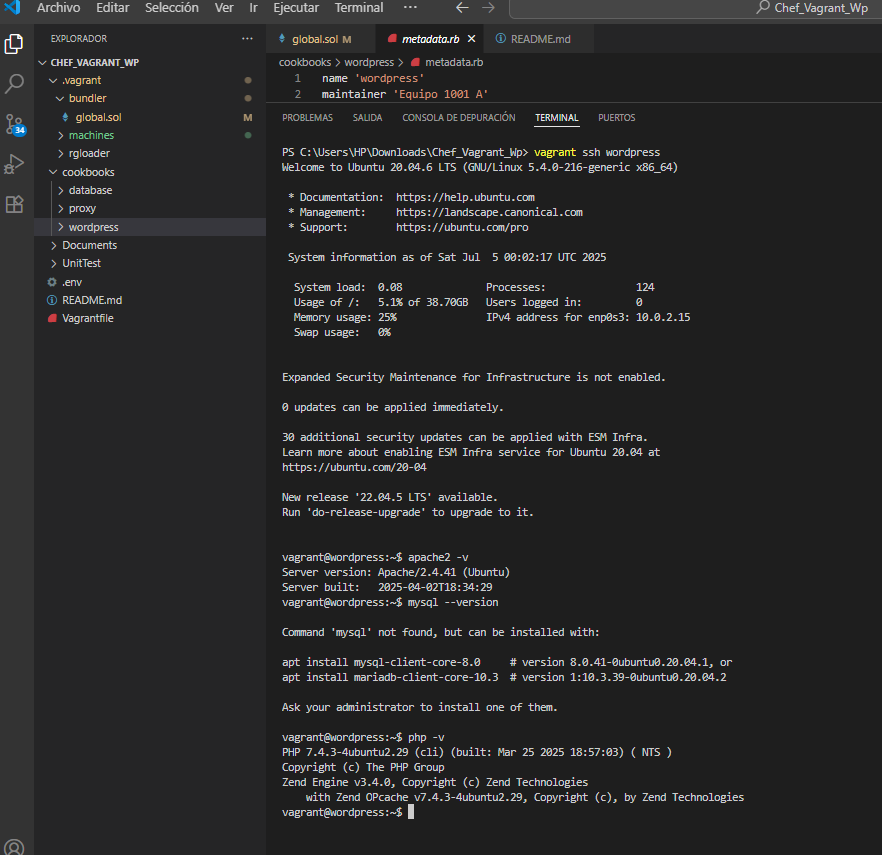 Archivo Editar Selección Ver Ir Ejecutar Terminal ··· Chef_Vagrant_Wp
EXPLORADOR ···
CHEF_VAGRANT_WP
.vagrant
bundler
global.sol M
machines
rgloader
cookbooks
database
proxy
wordpress
Documents
UnitTest
.env
README.md
Vagrantfile
34
global.sol M metadata.rb README.md
cookbooks > wordpress > metadata.rb
1 name 'wordpress'
2 maintainer 'Equipo 1001 A'
PROBLEMAS SALIDA CONSOLA DE DEPURACIÓN TERMINAL PUERTOS
PS C:\Users\HP\Downloads\Chef_Vagrant_Wp> vagrant ssh wordpress
Welcome to Ubuntu 20.04.6 LTS (GNU/Linux 5.4.0-216-generic x86_64)
* Documentation: https://help.ubuntu.com
* Management: https://landscape.canonical.com
* Support: https://ubuntu.com/pro
System information as of Sat Jul 5 00:02:17 UTC 2025
System load: 0.08 Processes: 124
Usage of /: 5.1% of 38.70GB Users logged in: 0
Memory usage: 25% IPv4 address for enp0s3: 10.0.2.15
Swap usage: 0%
Expanded Security Maintenance for Infrastructure is not enabled.
0 updates can be applied immediately.
30 additional security updates can be applied with ESM Infra.
Learn more about enabling ESM Infra service for Ubuntu 20.04 at
https://ubuntu.com/20-04
New release '22.04.5 LTS' available.
Run 'do-release-upgrade' to upgrade to it.
vagrant@wordpress:~$ apache2 -v
Server version: Apache/2.4.41 (Ubuntu)
Server built: 2025-04-02T18:34:29
vagrant@wordpress:~$ mysql --version
Command 'mysql' not found, but can be installed with:
apt install mysql-client-core-8.0 # version 8.0.41-0ubuntu0.20.04.1, or
apt install mariadb-client-core-10.3 # version 1:10.3.39-0ubuntu0.20.04.2
Ask your administrator to install one of them.
vagrant@wordpress:~$ php -v
PHP 7.4.3-4ubuntu2.29 (cli) (built: Mar 25 2025 18:57:03) ( NTS )
Copyright (c) The PHP Group
Zend Engine v3.4.0, Copyright (c) Zend Technologies
with Zend OPcache v7.4.3-4ubuntu2.29, Copyright (c), by Zend Technologies
vagrant@wordpress:~$